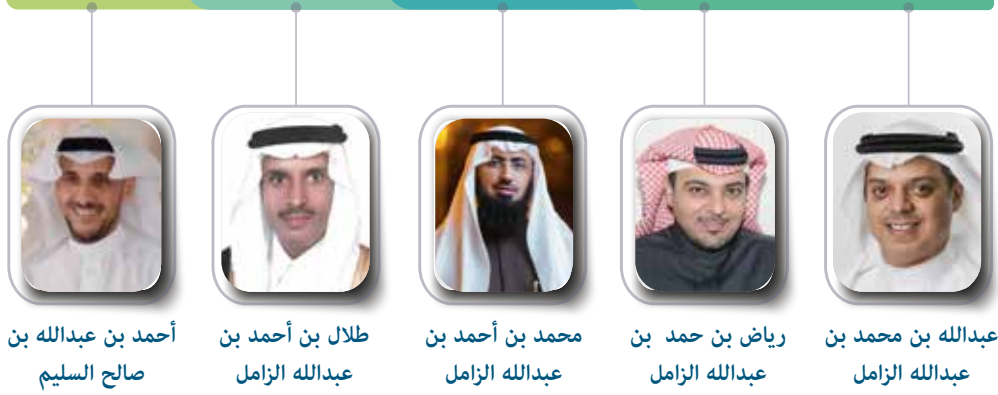 عبدالله بن محمد بن
عبدالله الزامل
رياض بن حمد بن
عبدالله الزامل
محمد بن أحمد بن
عبدالله الزامل
طلال بن أحمد بن
عبدالله الزامل
أحمد بن عبدالله بن
صالح السليم